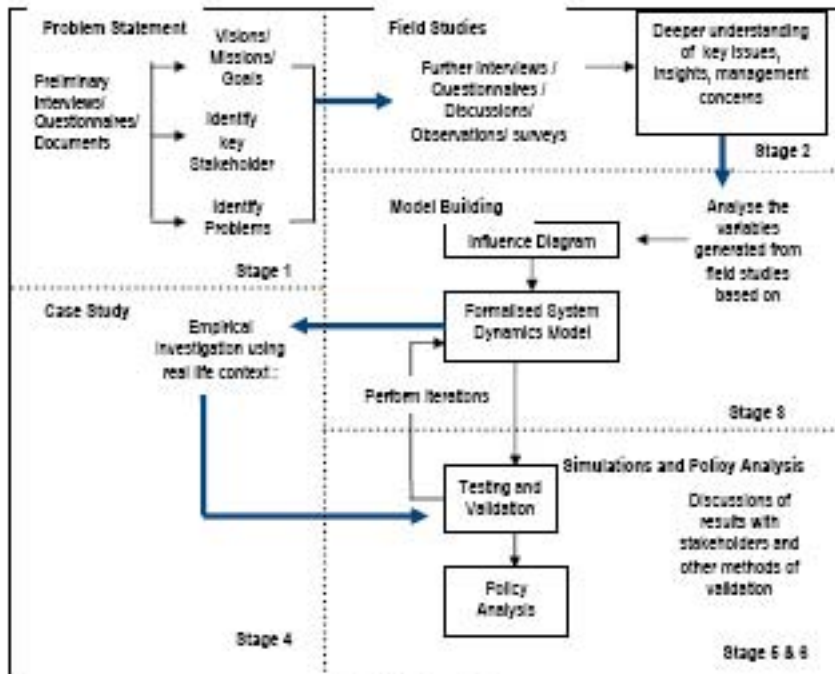 Problem Statement
Preliminary
Interviews/
Questionnaires/
Documents
Visions/
Missions/
Goals
Identify
key
Stakeholder
Identify
Problems
Stage 1
Field Studies
Further Interviews /
Questionnaires /
Discussions/
Observations/ surveys
Deeper understanding
of key issues,
insights, management
concerns
Stage 2
Model Building
Influence Diagram
Analyse the
variables
generated from
field studies
based on
Formalised System
Dynamics Model
Perform Iterations
Stage 3
Case Study
Empirical
investigation using
real life context :
Stage 4
Simulations and Policy Analysis
Testing and
Validation
Policy
Analysis
Discussions of
results with
stakeholders and
other methods of
validation
Stage 5 & 6